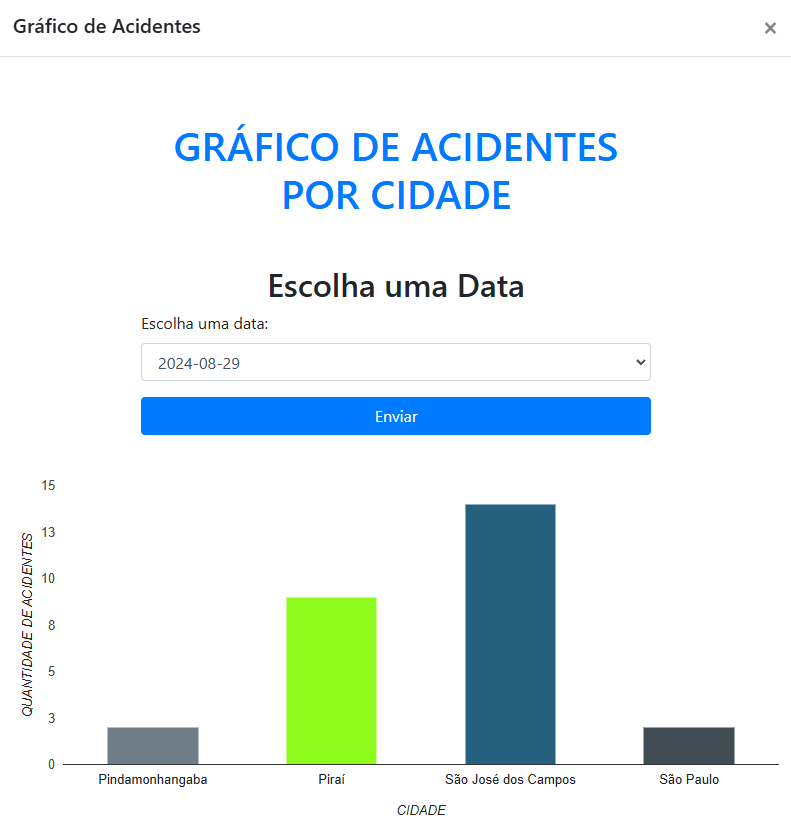 Gráfico de Acidentes
×
GRÁFICO DE ACIDENTES
POR CIDADE
Escolha uma Data
Escolha uma data:
2024-08-29
Enviar
QUANTIDADE DE ACIDENTES
15
13
10
8
5
3
0
Pindamonhangaba Piraí São José dos Campos São Paulo
CIDADE